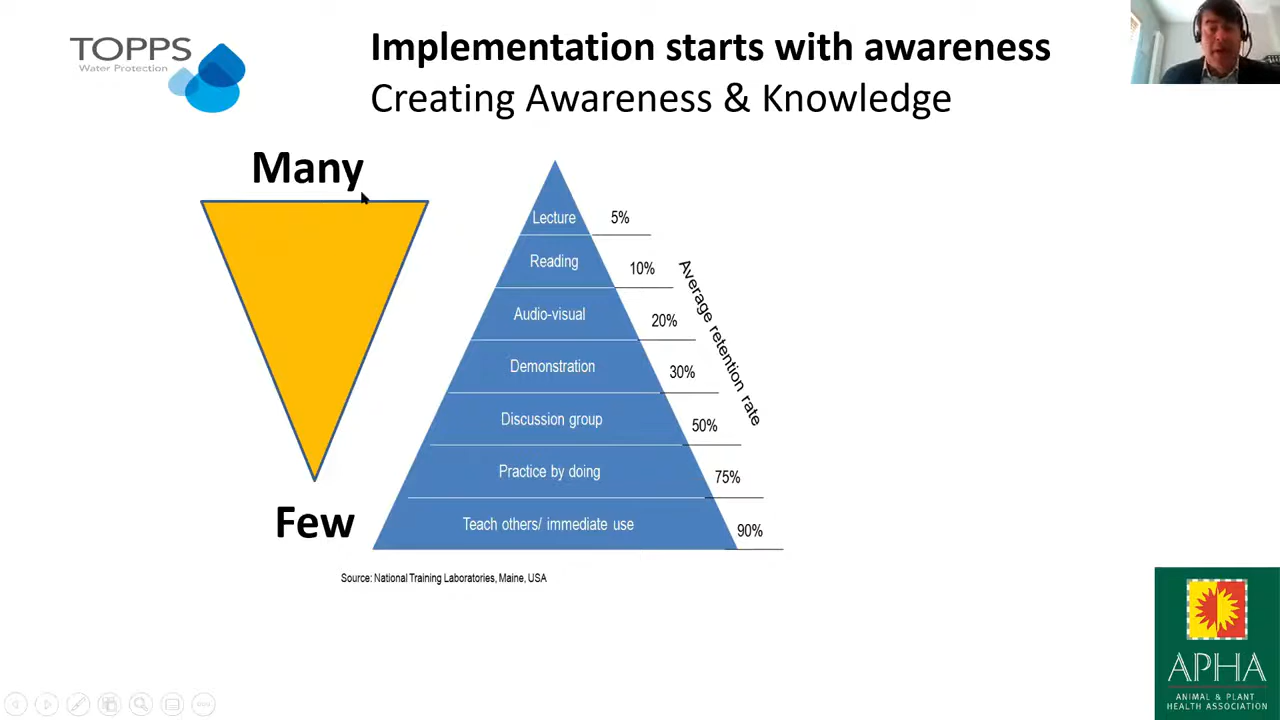 TOPPS
Water Protection
Implementation starts with awareness
Creating Awareness & Knowledge
Many
Few
Lecture 5%
Reading 10%
Audio-visual 20%
Demonstration 30%
Discussion group 50%
Practice by doing 75%
Teach others/ immediate use 90%
Average retention rate
Source: National Training Laboratories, Maine, USA
APHA
ANIMAL & PLANT
HEALTH ASSOCIATION